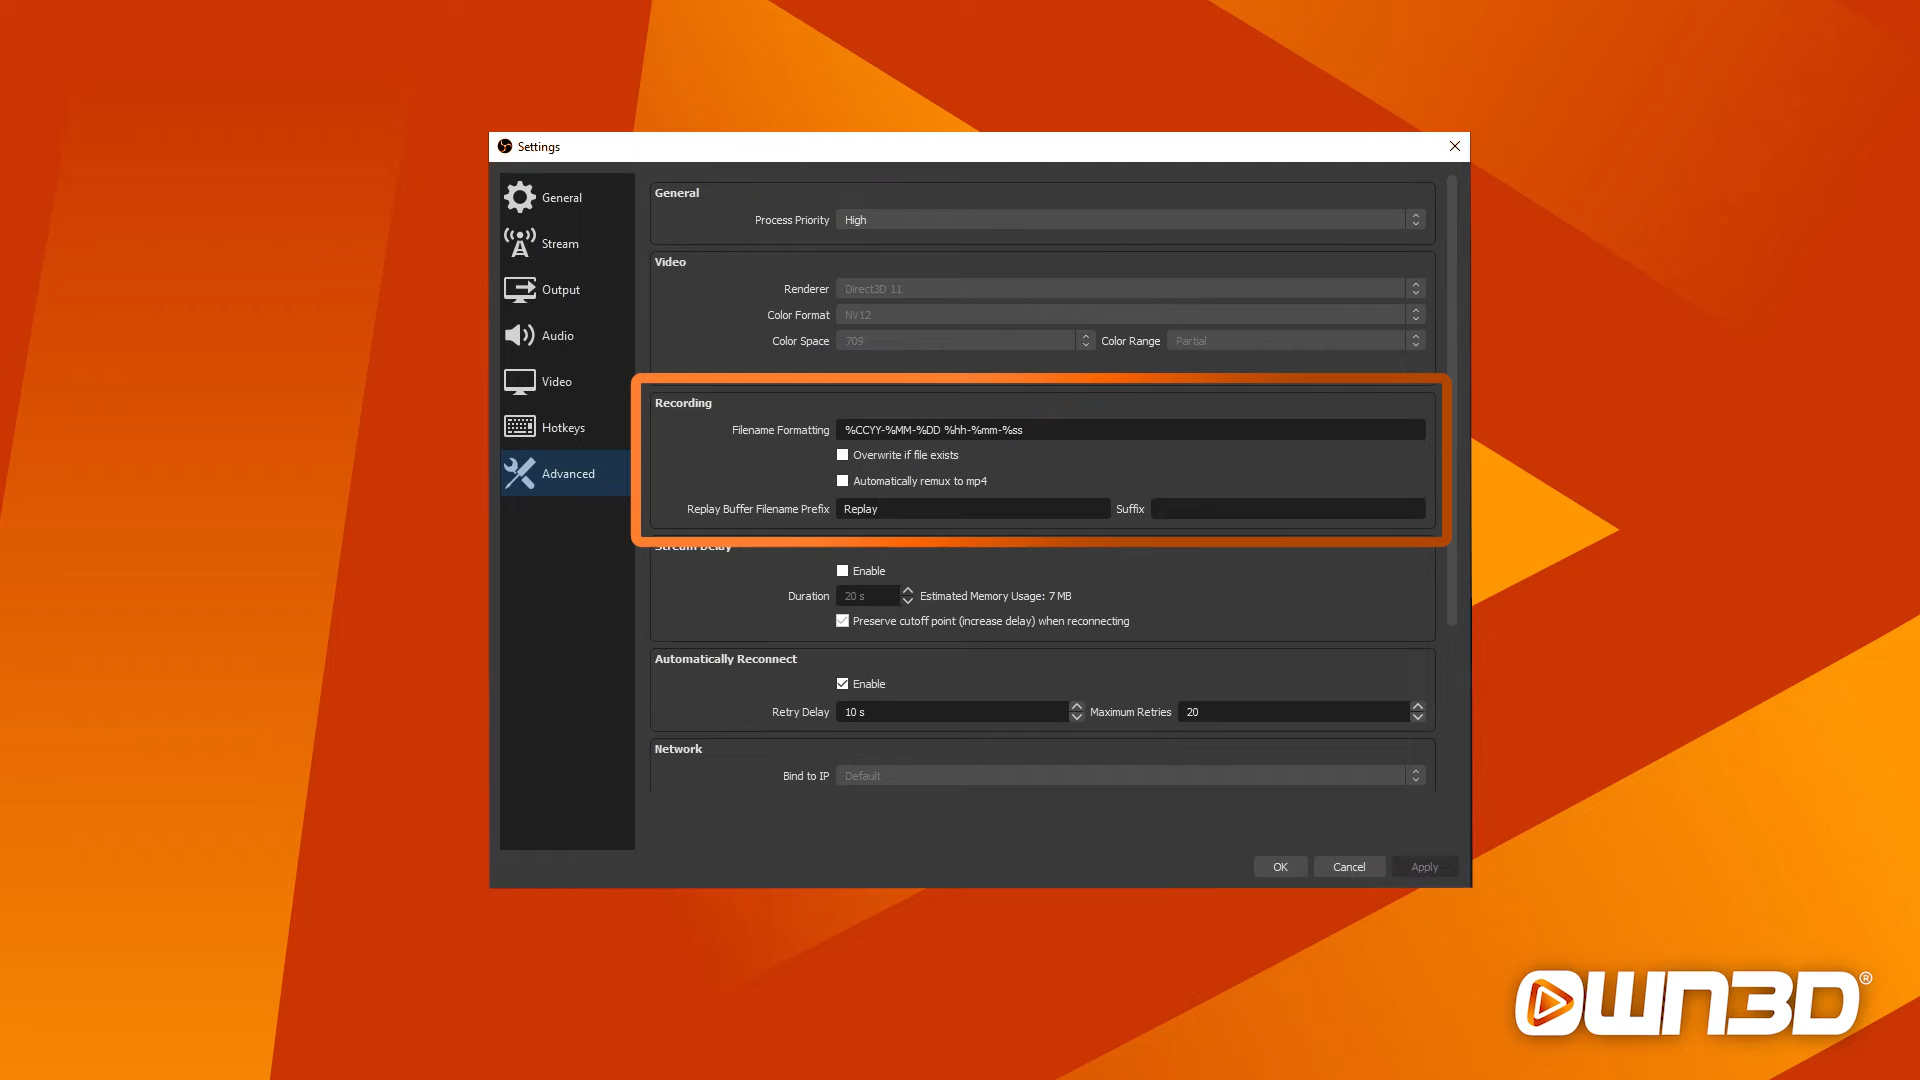 Settings
General
Stream
Output
Audio
Video
Hotkeys
Advanced
General
Process Priority High
Video
Renderer Direct3D 11
Color Format NV12
Color Space 709 Color Range Partial
Recording
Filename Formatting %CCYY-%MM-%DD %hh-%mm-%ss
Overwrite if file exists
Automatically remux to mp4
Replay Buffer Filename Prefix Replay Suffix
Stream Delay
Enable
Duration 20 s Estimated Memory Usage: 7 MB
Preserve cutoff point (increase delay) when reconnecting
Automatically Reconnect
Enable
Retry Delay 10 s Maximum Retries 20
Network
Bind to IP Default
OK Cancel Apply
OWN3D®